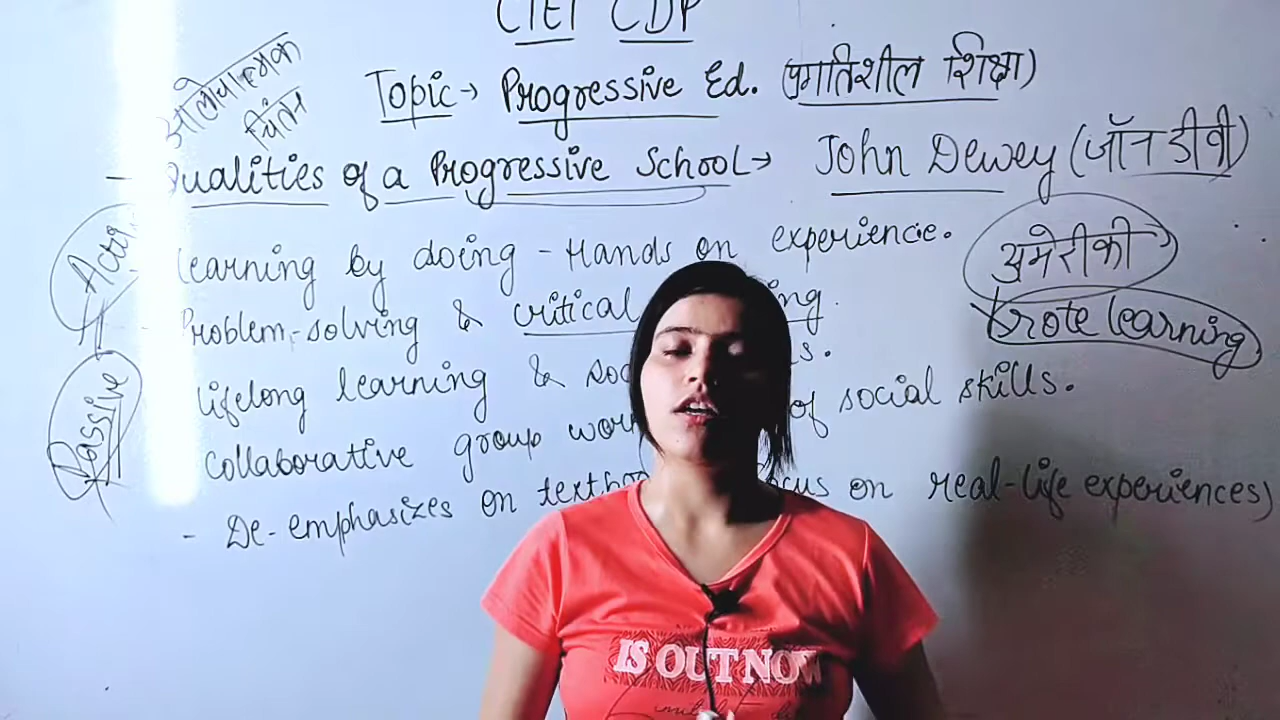 CTET CDP
आलोचात्मक
चिंतन
Topic → Progressive Ed. (प्रगतिशील शिक्षा)
- Qualities of a Progressive School → John Dewey (जॉन डीवी)
learning by doing - Hands on experience.
अमेरीकी
Problem-solving & critical
rote learning
lifelong learning &
Passive
Collaborative group of social skills.
- De-emphasizes on on real-life experiences)
IS OUT NOW